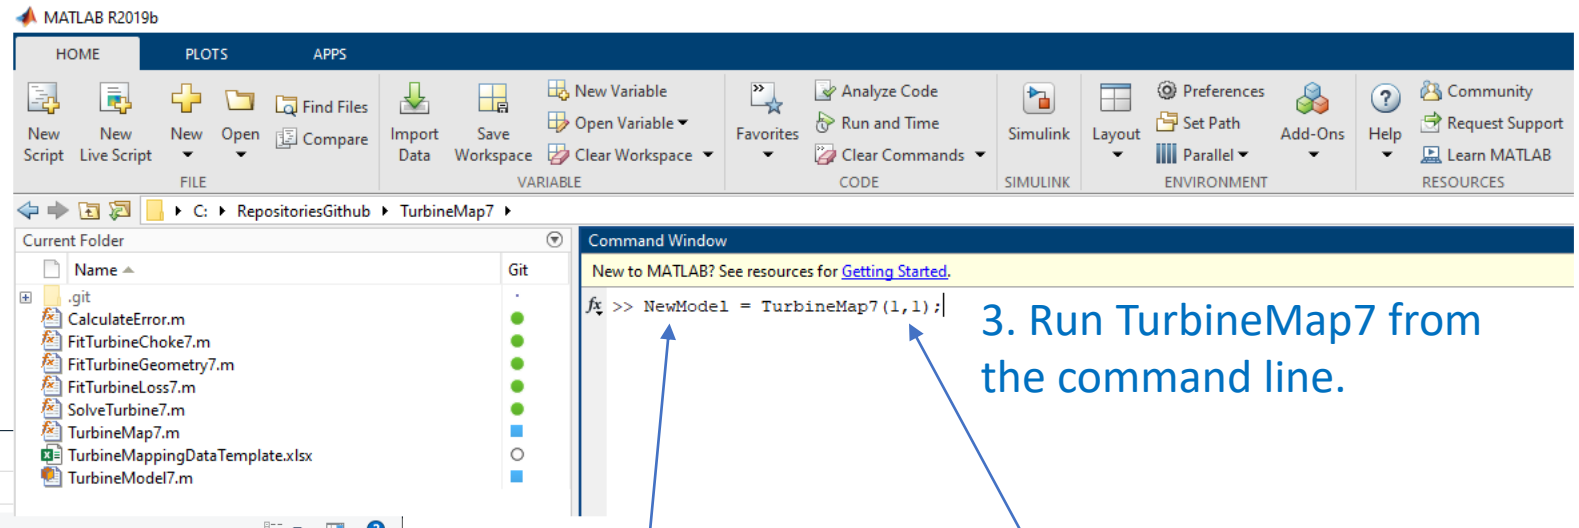 MATLAB R2019b
HOME PLOTS APPS
New Script
New Live Script
New
Open
Find Files
Compare
FILE
Import Data
Save Workspace
New Variable
Open Variable
Clear Workspace
VARIABLE
Favorites
Analyze Code
Run and Time
Clear Commands
CODE
Simulink
SIMULINK
Layout
Preferences
Set Path
Parallel
Add-Ons
ENVIRONMENT
Help
Community
Request Support
Learn MATLAB
RESOURCES
C: RepositoriesGithub TurbineMap7
Current Folder
Name Git
.git
CalculateError.m
FitTurbineChoke7.m
FitTurbineGeometry7.m
FitTurbineLoss7.m
SolveTurbine7.m
TurbineMap7.m
TurbineMappingDataTemplate.xlsx
TurbineModel7.m
Command Window
New to MATLAB? See resources for Getting Started.
fx >> NewModel = TurbineMap7(1,1);
3. Run TurbineMap7 from
the command line.